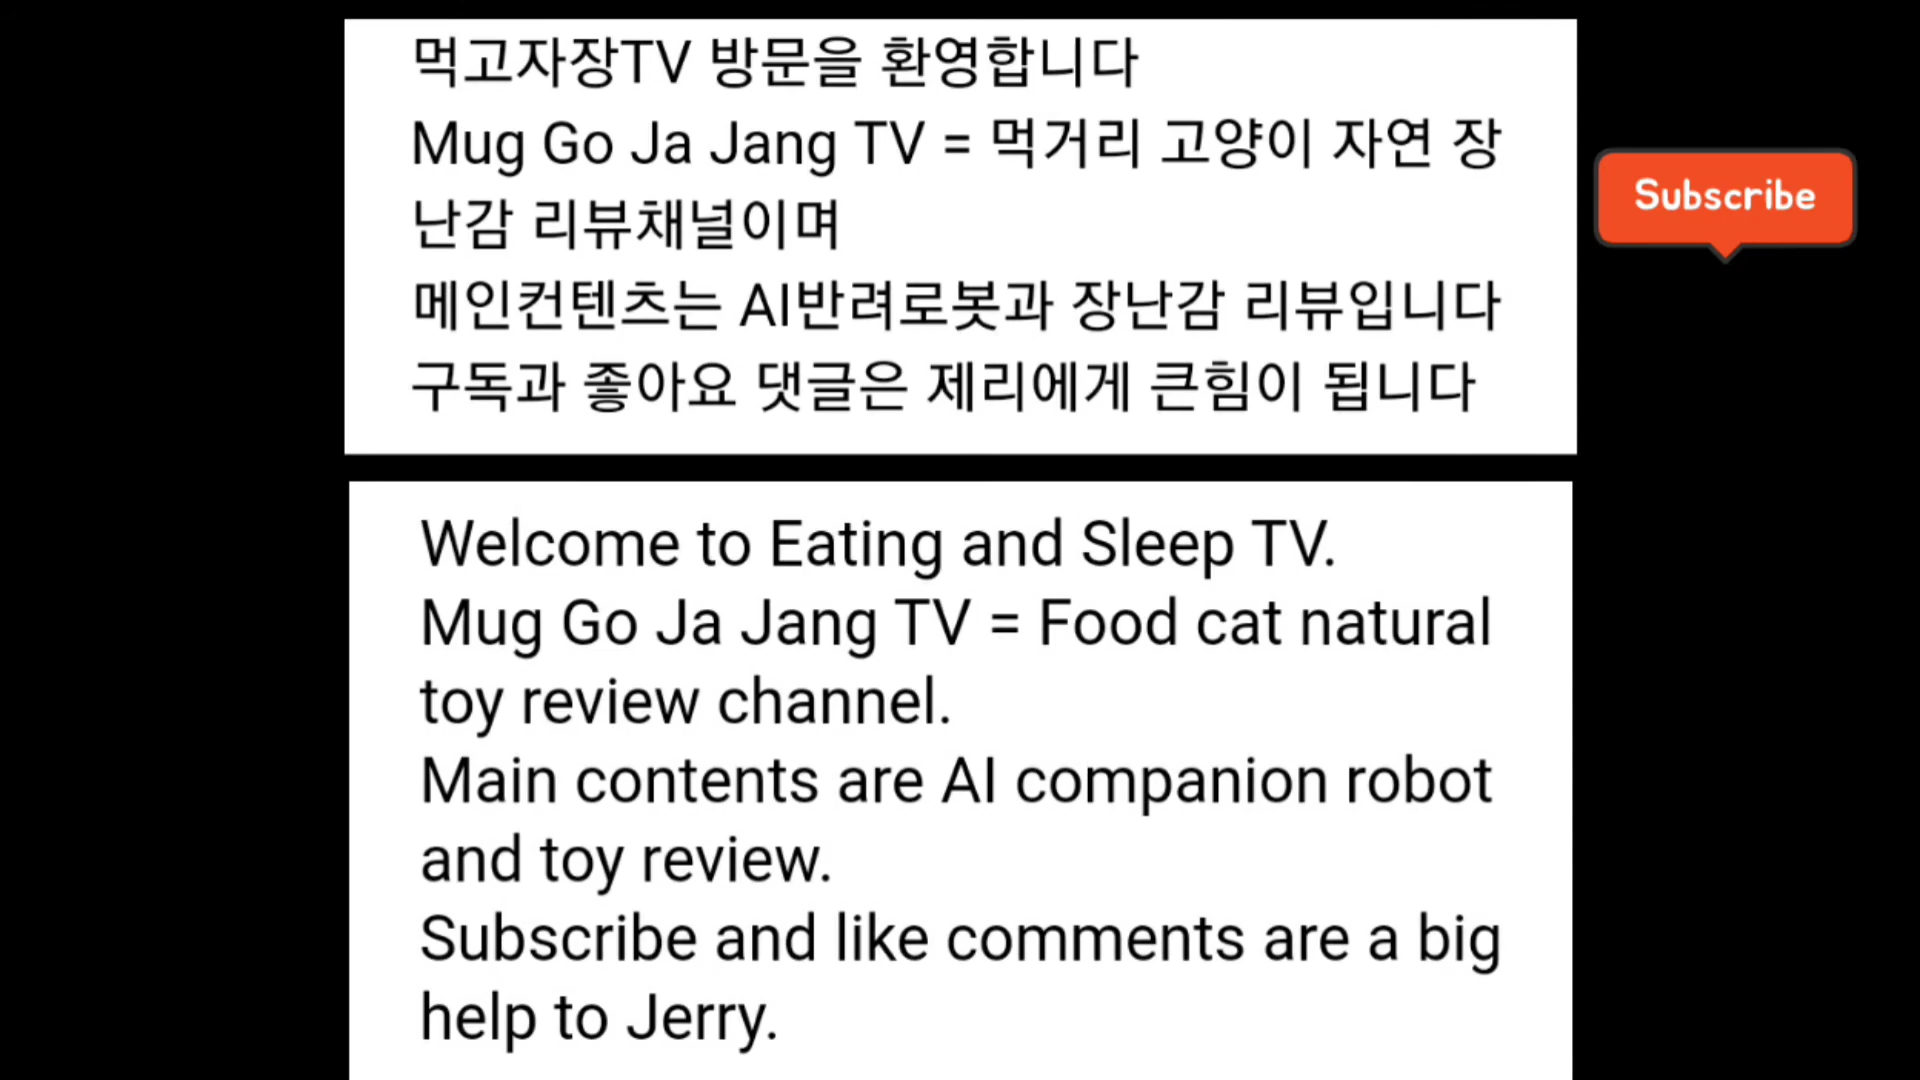 먹고자장TV 방문을 환영합니다
Mug Go Ja Jang TV = 먹거리 고양이 자연 장
난감 리뷰채널이며
메인컨텐츠는 AI반려로봇과 장난감 리뷰입니다
구독과 좋아요 댓글은 제리에게 큰힘이 됩니다
Subscribe
Welcome to Eating and Sleep TV.
Mug Go Ja Jang TV = Food cat natural
toy review channel.
Main contents are AI companion robot
and toy review.
Subscribe and like comments are a big
help to Jerry.